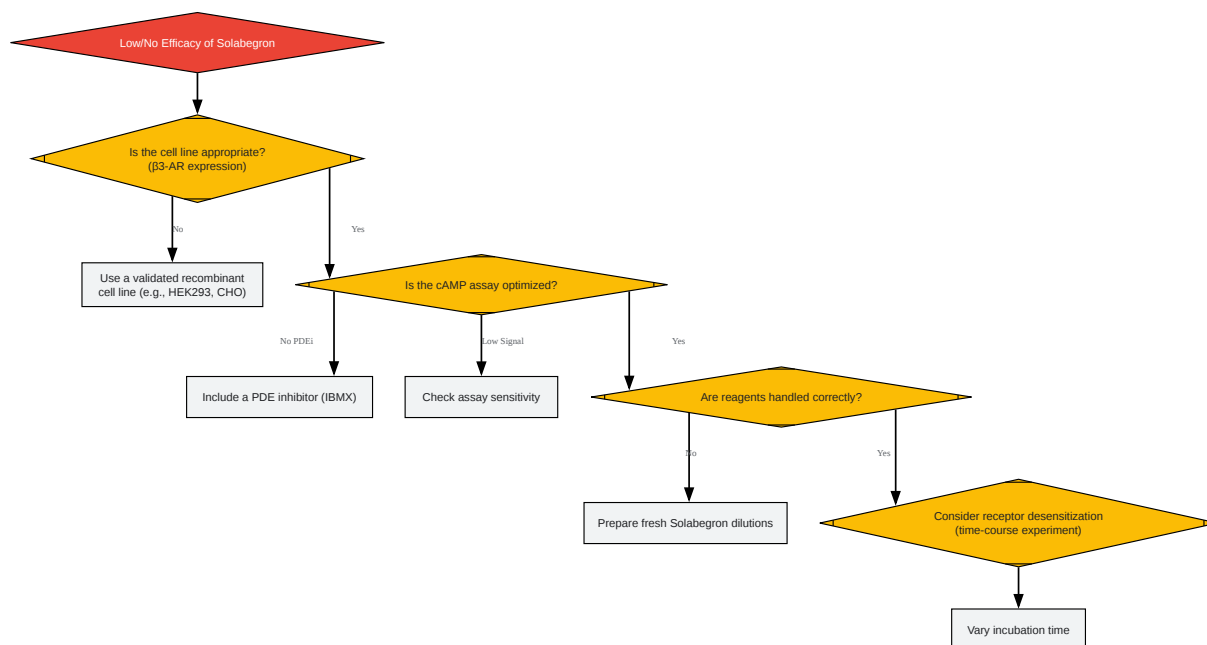 Low/No Efficacy of Solabegron
Is the cell line appropriate?
(β3-AR expression)
No
Yes
Use a validated recombinant
cell line (e.g., HEK293, CHO)
Is the cAMP assay optimized?
No PDEi
Low Signal
Yes
Include a PDE inhibitor (IBMX)
Check assay sensitivity
Are reagents handled correctly?
No
Yes
Prepare fresh Solabegron dilutions
Consider receptor desensitization
(time-course experiment)
Vary incubation time